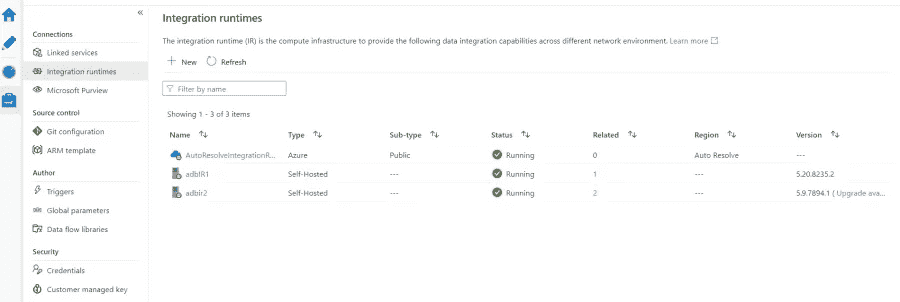 Integration runtimes
The integration runtime (IR) is the compute infrastructure to provide the following data integration capabilities across different network environment. Learn more
New Refresh
Filter by name
Showing 1 - 3 of 3 items
Name Type Sub-type Status Related Region Version
AutoResolveIntegrationR... Azure Public Running 0 Auto Resolve ---
adbIR1 Self-Hosted --- Running 1 --- 5.20.8235.2
adbir2 Self-Hosted --- Running 2 --- 5.9.7894.1 ( Upgrade ava...
«
Connections
Linked services
Integration runtimes
Microsoft Purview
Source control
Git configuration
ARM template
Author
Triggers
Global parameters
Data flow libraries
Security
Credentials
Customer managed key